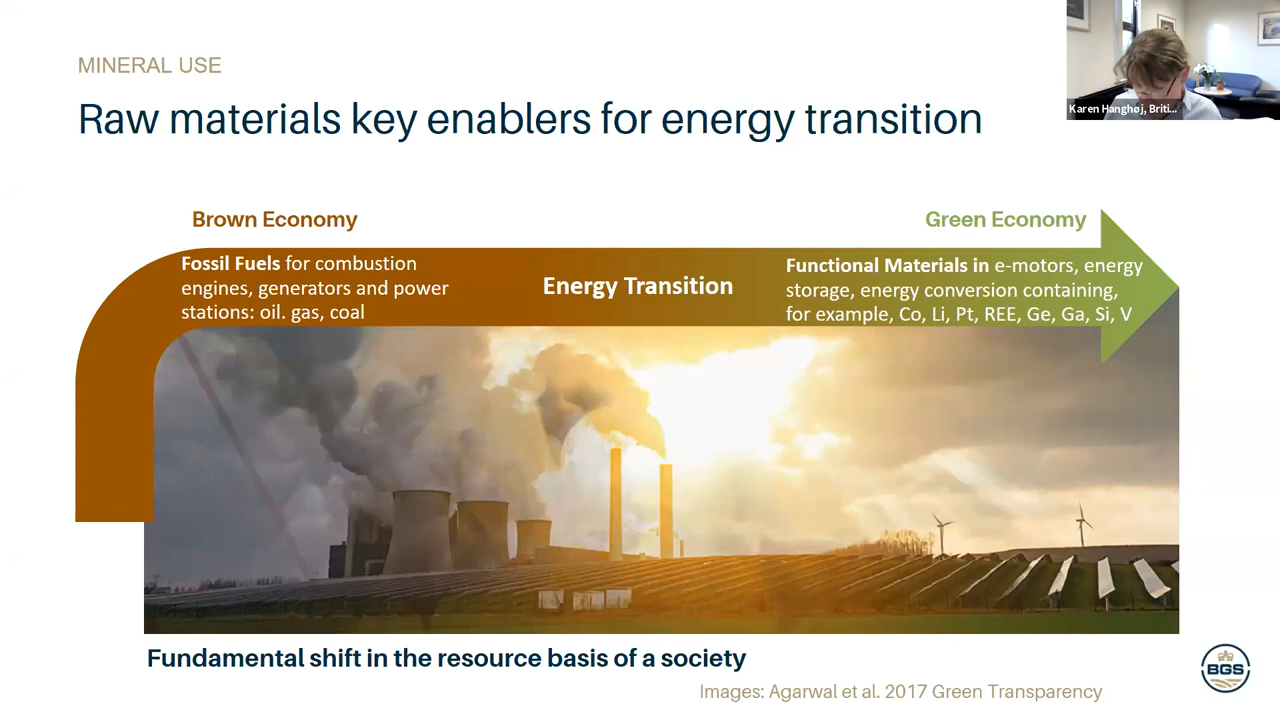 MINERAL USE
Raw materials key enablers for energy transition
Karen Hanghøj, Briti...
Brown Economy
Green Economy
Fossil Fuels for combustion
engines, generators and power
stations: oil. gas, coal
Energy Transition
Functional Materials in e-motors, energy
storage, energy conversion containing,
for example, Co, Li, Pt, REE, Ge, Ga, Si, V
Fundamental shift in the resource basis of a society
BGS
Images: Agarwal et al. 2017 Green Transparency